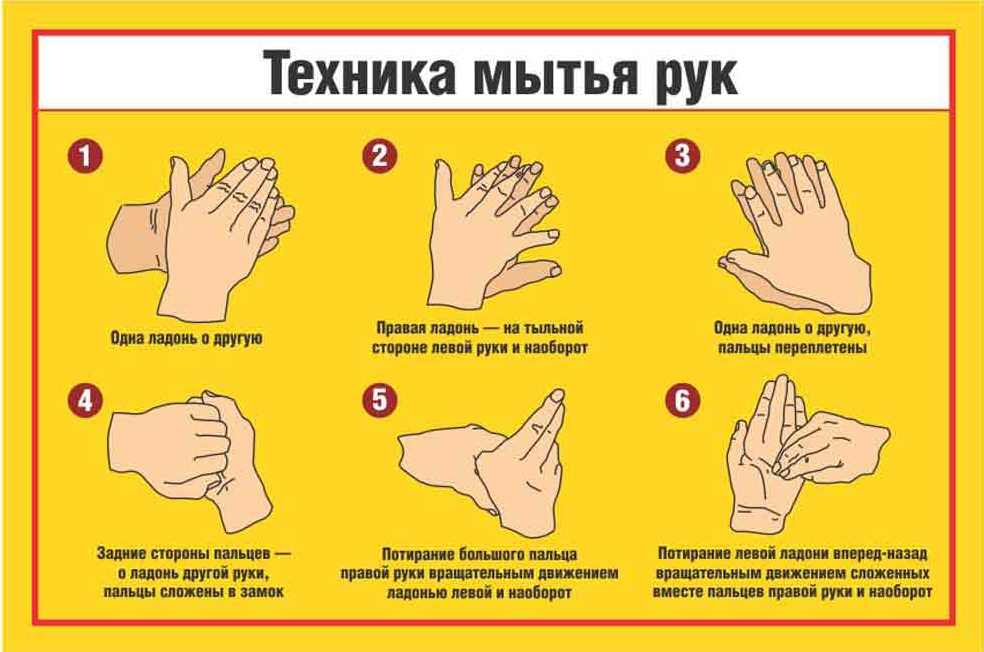 Техника мытья рук
1
Одна ладонь о другую
2
Правая ладонь — на тыльной
стороне левой руки и наоборот
3
Одна ладонь о другую,
пальцы переплетены
4
Задние стороны пальцев —
о ладонь другой руки,
пальцы сложены в замок
5
Потирание большого пальца
правой руки вращательным движением
ладонью левой и наоборот
6
Потирание левой ладони вперед-назад
вращательным движением сложенных
вместе пальцев правой руки и наоборот